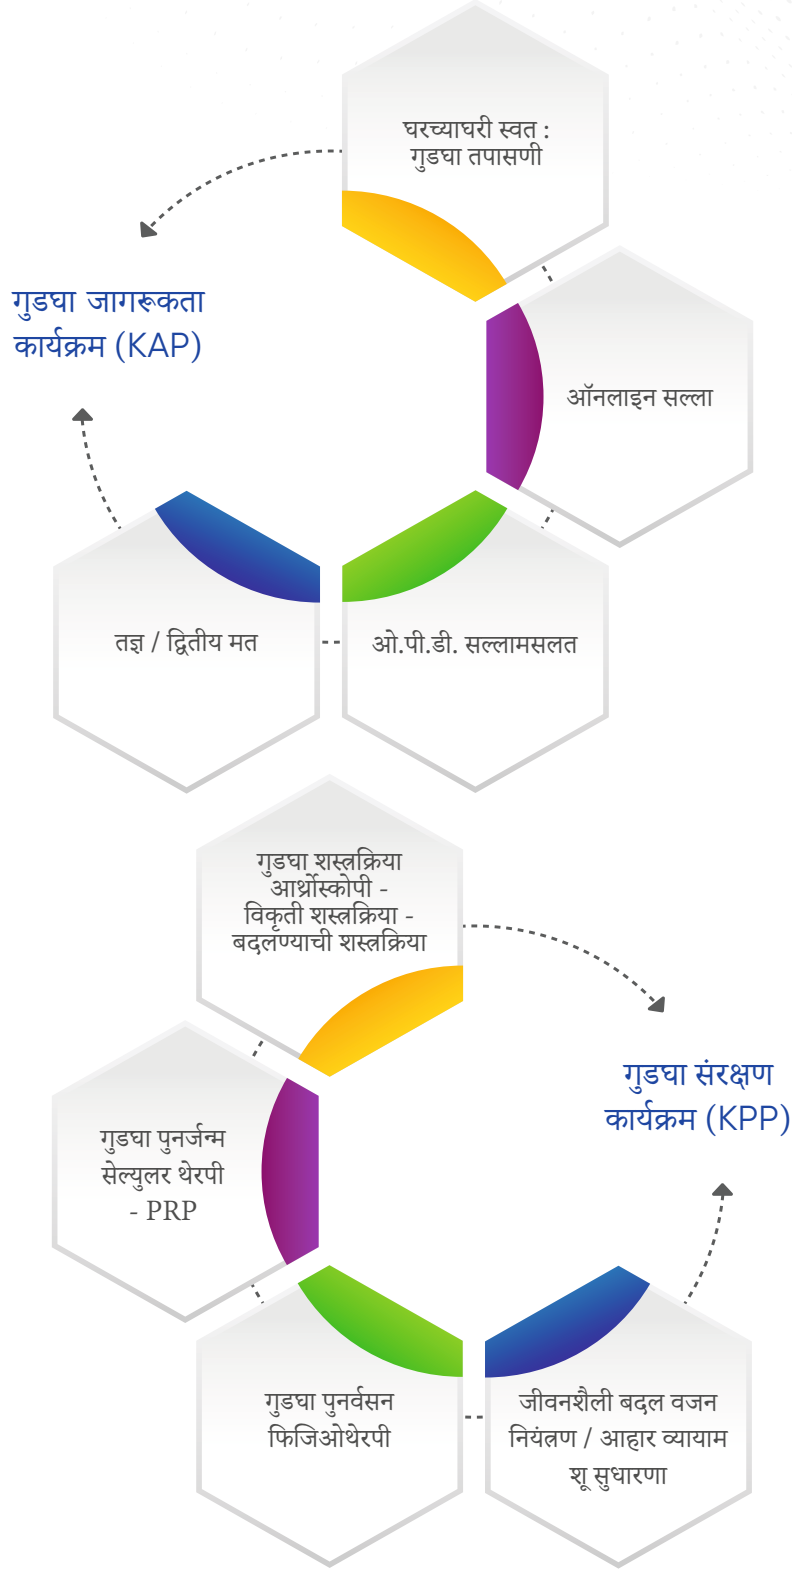 घरच्याघरी स्वत :
गुडघा तपासणी
गुडघा जागरूकता
कार्यक्रम (KAP)
ऑनलाइन सल्ला
तज्ञ / द्वितीय मत
ओ.पी.डी. सल्लामसलत
गुडघा शस्त्रक्रिया
आर्थ्रोस्कोपी -
विकृती शस्त्रक्रिया -
बदलण्याची शस्त्रक्रिया
गुडघा संरक्षण
कार्यक्रम (KPP)
गुडघा पुनर्जन्म
सेल्युलर थेरपी
- PRP
गुडघा पुनर्वसन
फिजिओथेरपी
जीवनशैली बदल वजन
नियंत्रण / आहार व्यायाम
शू सुधारणा